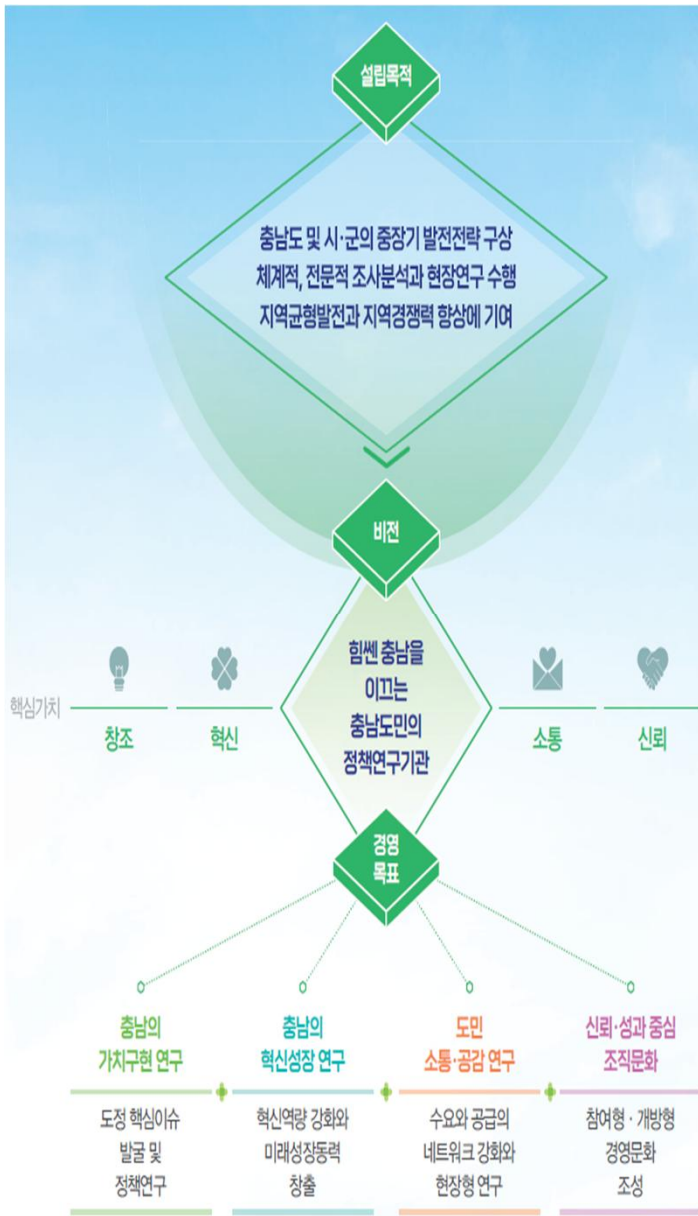 설립목적
충남도 및 시·군의 중장기 발전전략 구상
체계적, 전문적 조사분석과 현장연구 수행
지역균형발전과 지역경쟁력 향상에 기여
비전
힘쎈 충남을
이끄는
충남도민의
정책연구기관
핵심가치
창조
혁신
소통
신뢰
경영
목표
충남의
가치구현 연구
도정 핵심이슈
발굴 및
정책연구
충남의
혁신성장 연구
혁신역량 강화와
미래성장동력
창출
도민
소통·공감 연구
수요와 공급의
네트워크 강화와
현장형 연구
신뢰·성과 중심
조직문화
참여형 · 개방형
경영문화
조성